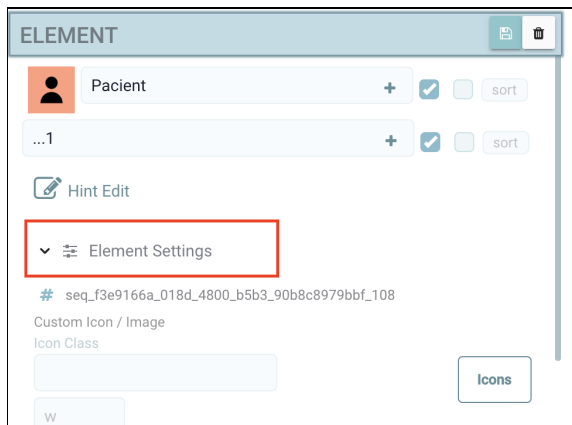 ELEMENT
Pacient + sort
...1 + sort
Hint Edit
Element Settings
# seq_f3e9166a_018d_4800_b5b3_90b8c8979bbf_108
Custom Icon / Image
Icon Class
Icons
w